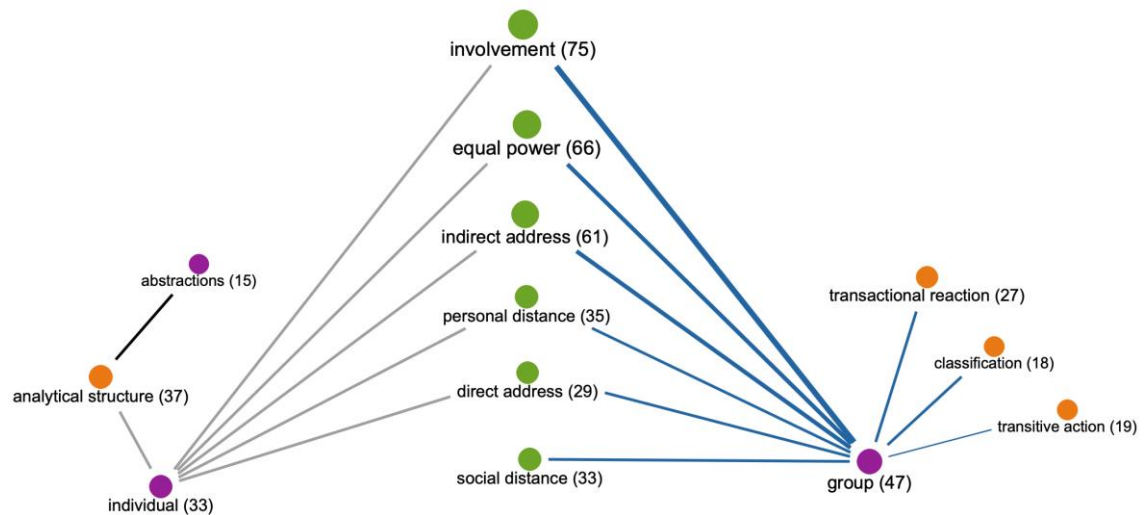 involvement (75)
equal power (66)
indirect address (61)
abstractions (15)
transactional reaction (27)
personal distance (35)
classification (18)
analytical structure (37)
direct address (29)
transitive action (19)
social distance (33)
group (47)
individual (33)